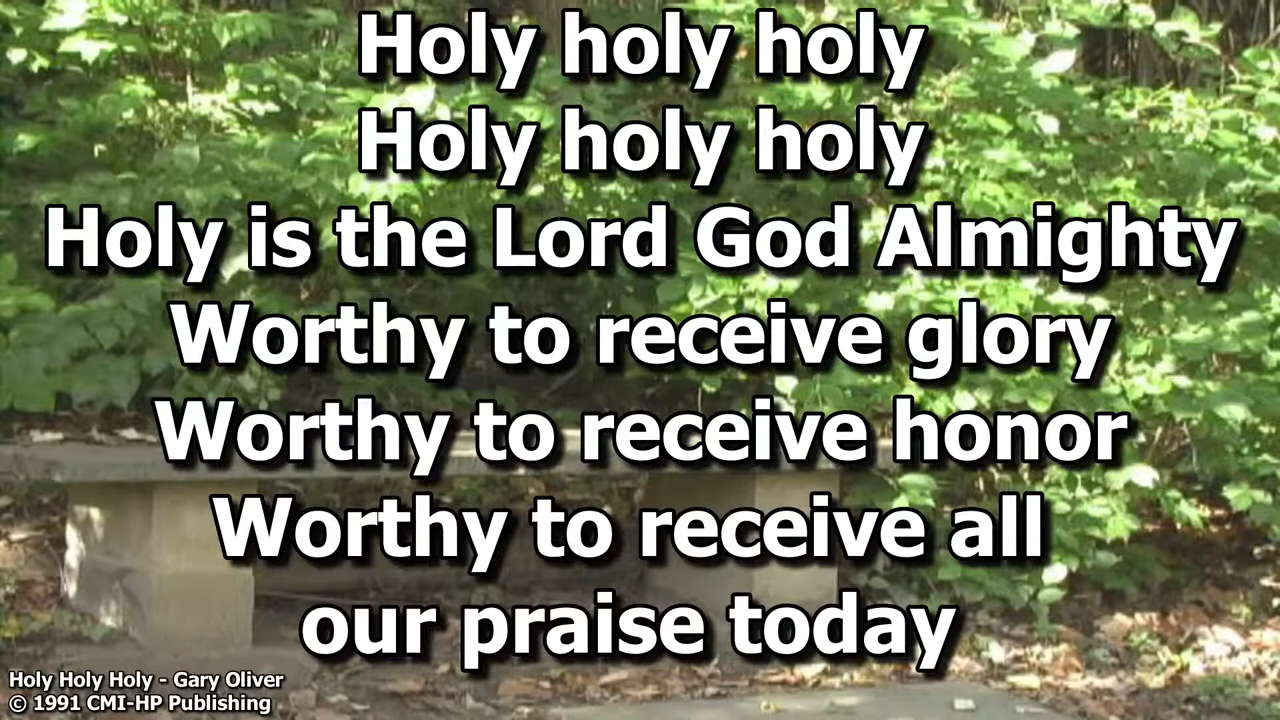 Holy holy holy
Holy holy holy
Holy is the Lord God Almighty
Worthy to receive glory
Worthy to receive honor
Worthy to receive all
our praise today
Holy Holy Holy - Gary Oliver
© 1991 CMI-HP Publishing